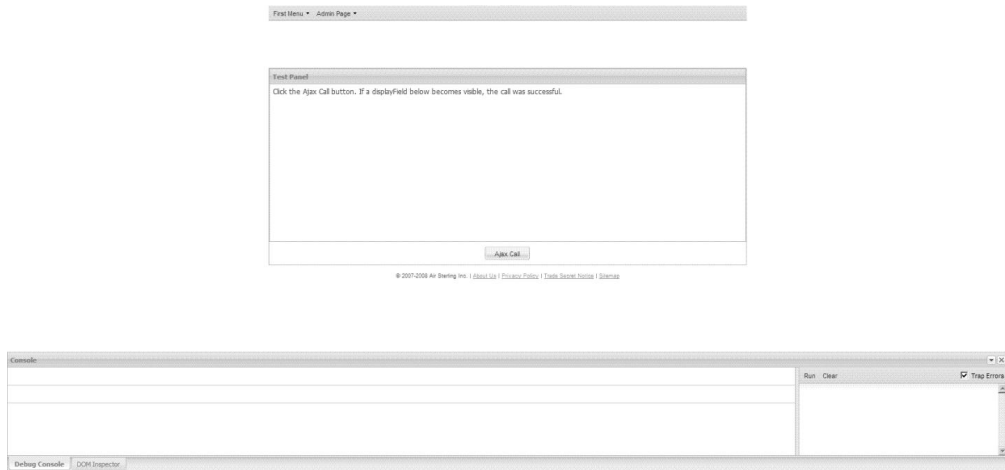 First Menu Admin Page
Test Panel
Click the Ajax Call button. If a displayField below becomes visible, the call was successful.
Ajax Call
© 2007-2008 Air Sterling Inc. | About Us | Privacy Policy | Trade Secret Notice | Sitemap
Console
Run Clear Trap Errors
Debug Console DOM Inspector